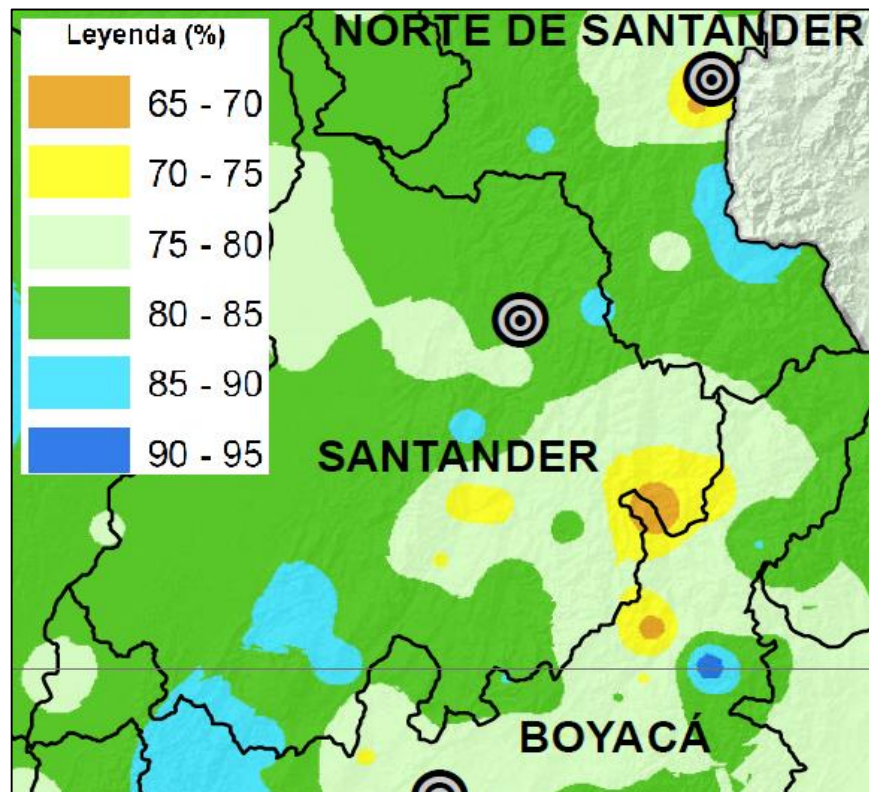 Leyenda (%)
65 - 70
70 - 75
75 - 80
80 - 85
85 - 90
90 - 95
NORTE DE SANTANDER
SANTANDER
BOYACÁ